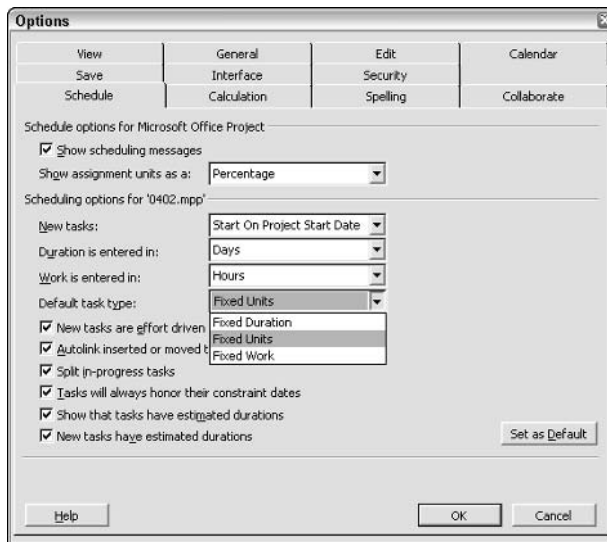 Options
View General Edit Calendar
Save Interface Security
Schedule Calculation Spelling Collaborate
Schedule options for Microsoft Office Project
Show scheduling messages
Show assignment units as a: Percentage
Scheduling options for '0402.mpp'
New tasks: Start On Project Start Date
Duration is entered in: Days
Work is entered in: Hours
Default task type: Fixed Units
Fixed Duration
Fixed Units
Fixed Work
New tasks are effort driven
Autolink inserted or moved t
Split in-progress tasks
Tasks will always honor their constraint dates
Show that tasks have estimated durations
New tasks have estimated durations
Set as Default
Help OK Cancel